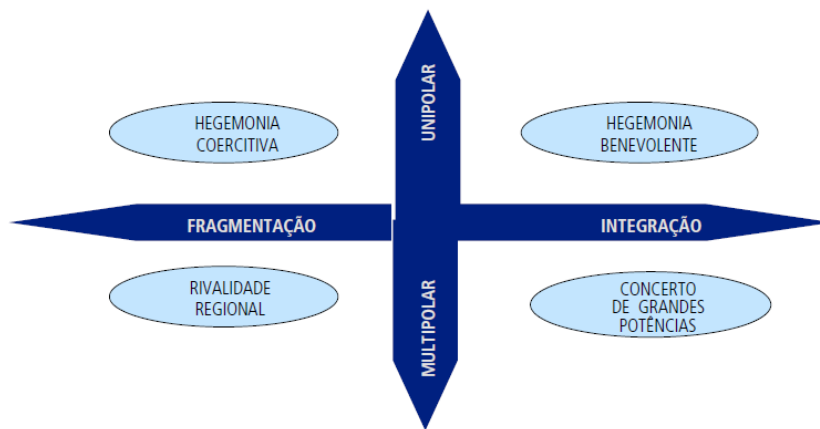 UNIPOLAR
HEGEMONIA
COERCITIVA
HEGEMONIA
BENEVOLENTE
FRAGMENTAÇÃO
INTEGRAÇÃO
RIVALIDADE
REGIONAL
CONCERTO
DE GRANDES
POTÊNCIAS
MULTIPOLAR